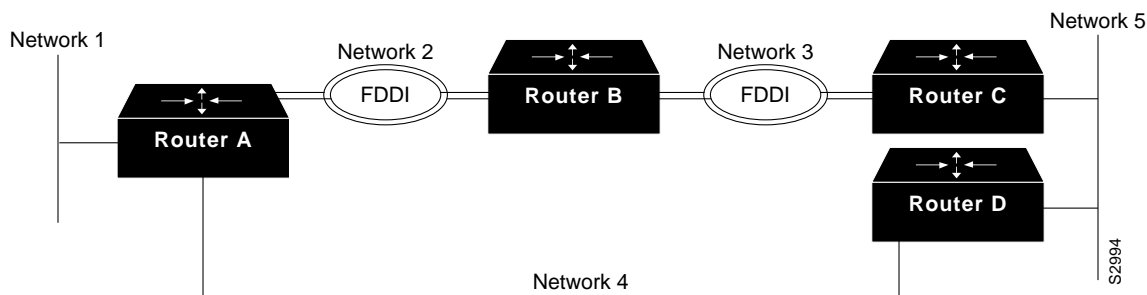 Network 1
Network 2
Network 3
Network 5
FDDI
Router B
FDDI
Router C
Router A
Router D
Network 4
S2994